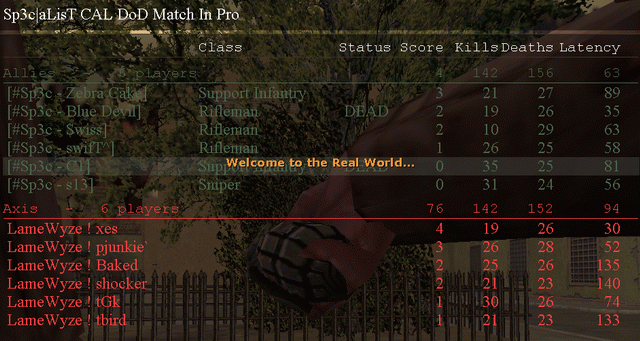 Sp3c|aLisT CAL DoD Match In Pro
Class Status Score Kills Deaths Latency
Allies - 6 players 4 142 156 63
[#Sp3c - Zebra Cake] Support Infantry 3 21 27 89
[#Sp3c - Blue Devil] Rifleman DEAD 2 19 26 35
[#Sp3c - Swiss] Rifleman 2 10 29 63
[#Sp3c - swifT`] Rifleman 1 26 25 58
[#Sp3c - CT] Support Infantry DEAD 0 35 25 81
Welcome to the Real World...
[#Sp3c - s13] Sniper 0 31 24 56
Axis - 6 players 76 142 152 94
LameWyze ! xes 4 19 26 30
LameWyze ! pjunkie` 3 26 28 52
LameWyze ! Baked 2 25 26 135
LameWyze ! shocker 2 21 23 140
LameWyze ! tGk 1 30 26 74
LameWyze ! tbird 1 21 23 133